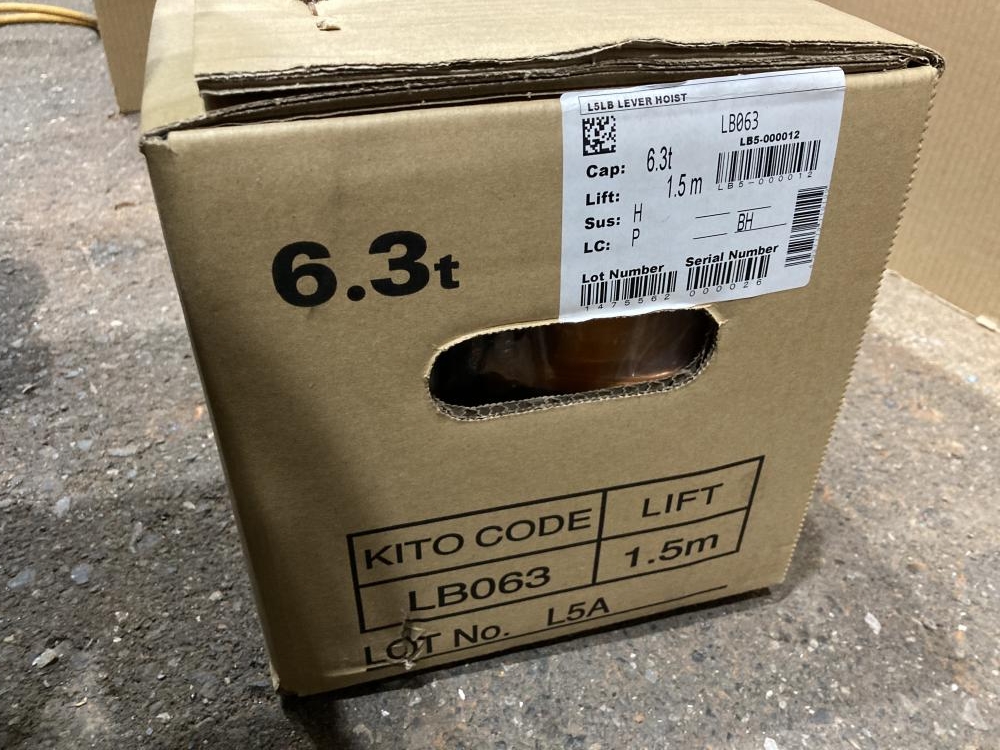 L5LB LEVER HOIST
LB063
LB5-000012
Cap: 6.3t
LB5-000012
Lift: 1.5m
Sus: H
BH
LC: P
Lot Number Serial Number
1475562 000026
6.3t
KITO CODE LIFT
LB063 1.5m
LOT No. L5A